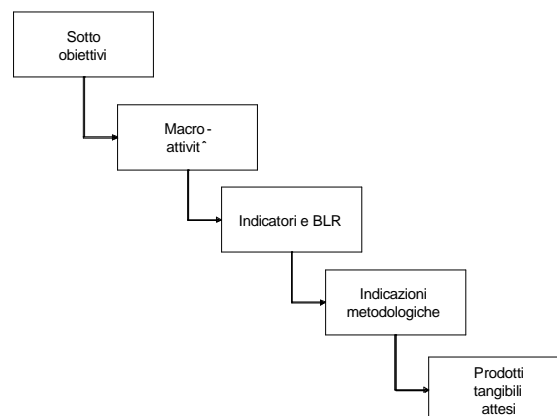 Sotto
obiettivi
Macro-
attivitˆ
Indicatori e BLR
Indicazioni
metodologiche
Prodotti
tangibili
attesi